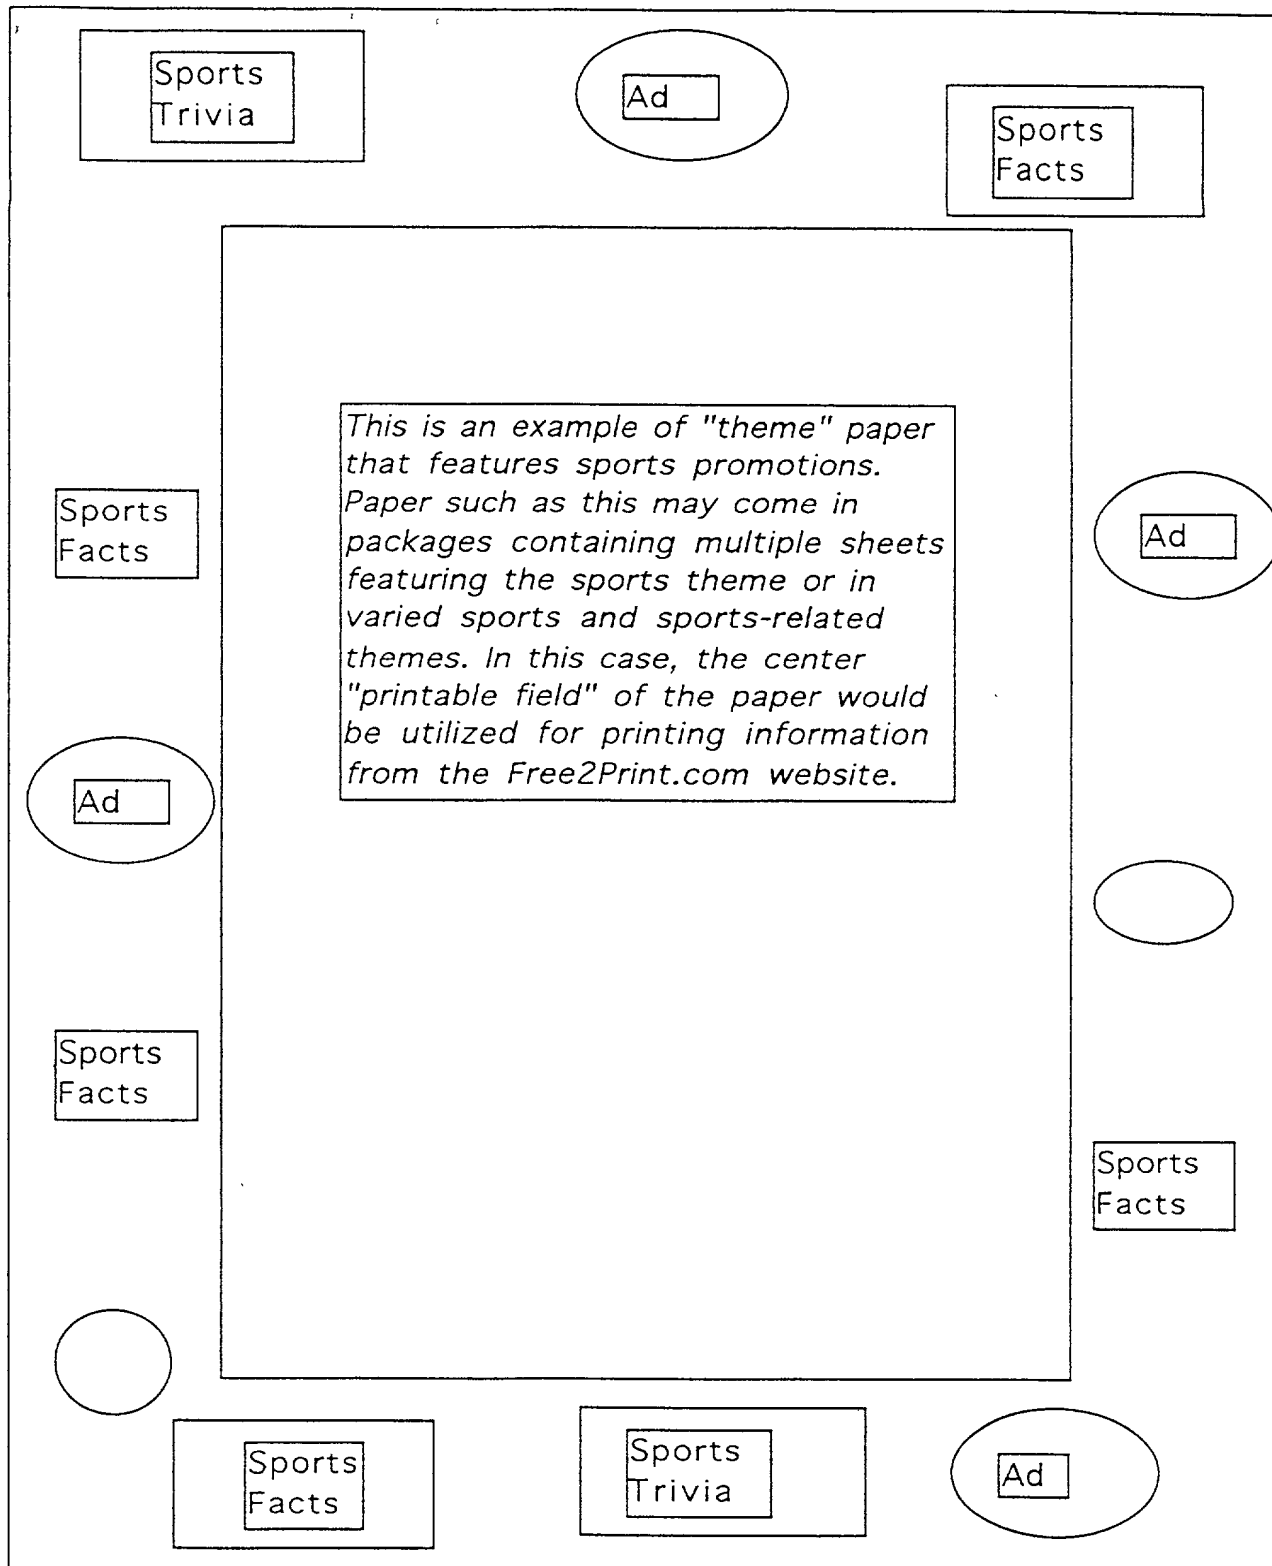 Sports
Trivia
Ad
Sports
Facts
This is an example of "theme" paper
that features sports promotions.
Paper such as this may come in
packages containing multiple sheets
featuring the sports theme or in
varied sports and sports-related
themes. In this case, the center
"printable field" of the paper would
be utilized for printing information
from the Free2Print.com website.
Sports
Facts
Ad
Ad
Sports
Facts
Sports
Facts
Sports
Facts
Sports
Trivia
Ad